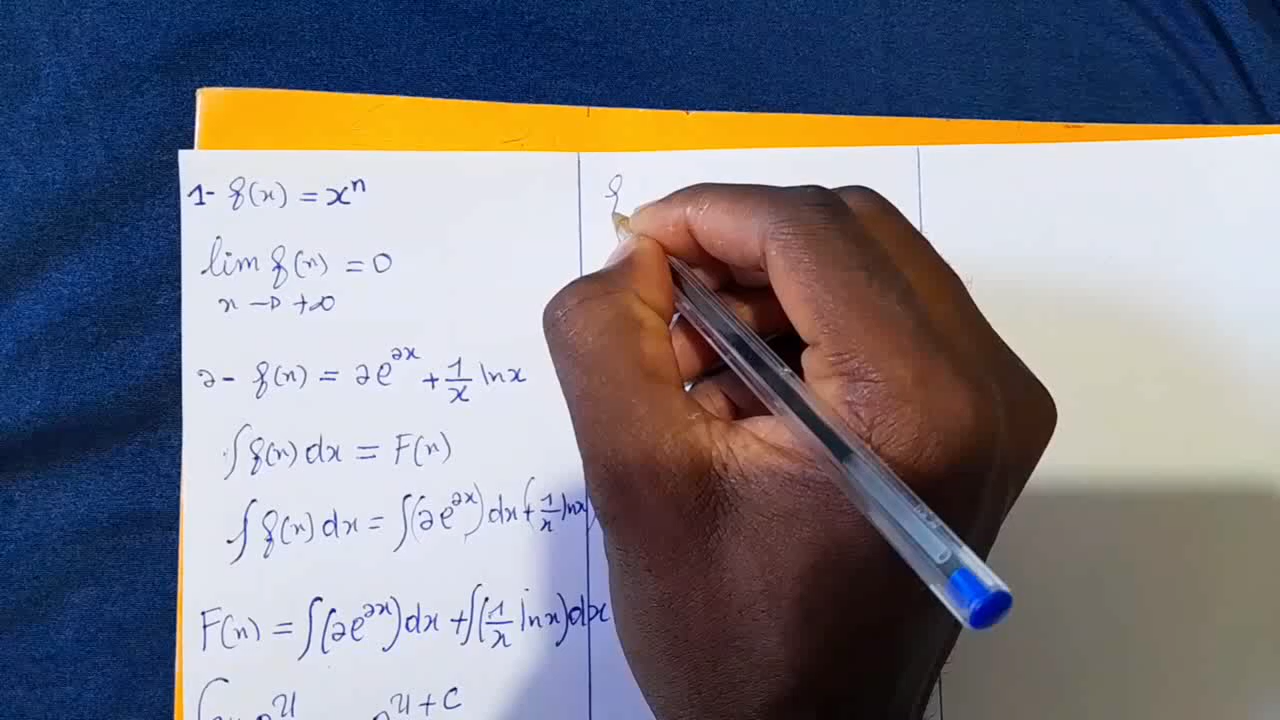 1- f(x) = xⁿ
lim f(x) = 0
x → +∞
2- f(x) = 2e^2x + 1/x lnx
∫f(x) dx = F(x)
∫f(x) dx = ∫(2e^2x)dx + (1/x lnx)
F(x) = ∫(2e^2x)dx + ∫(1/x lnx)dx
e^u + c
f